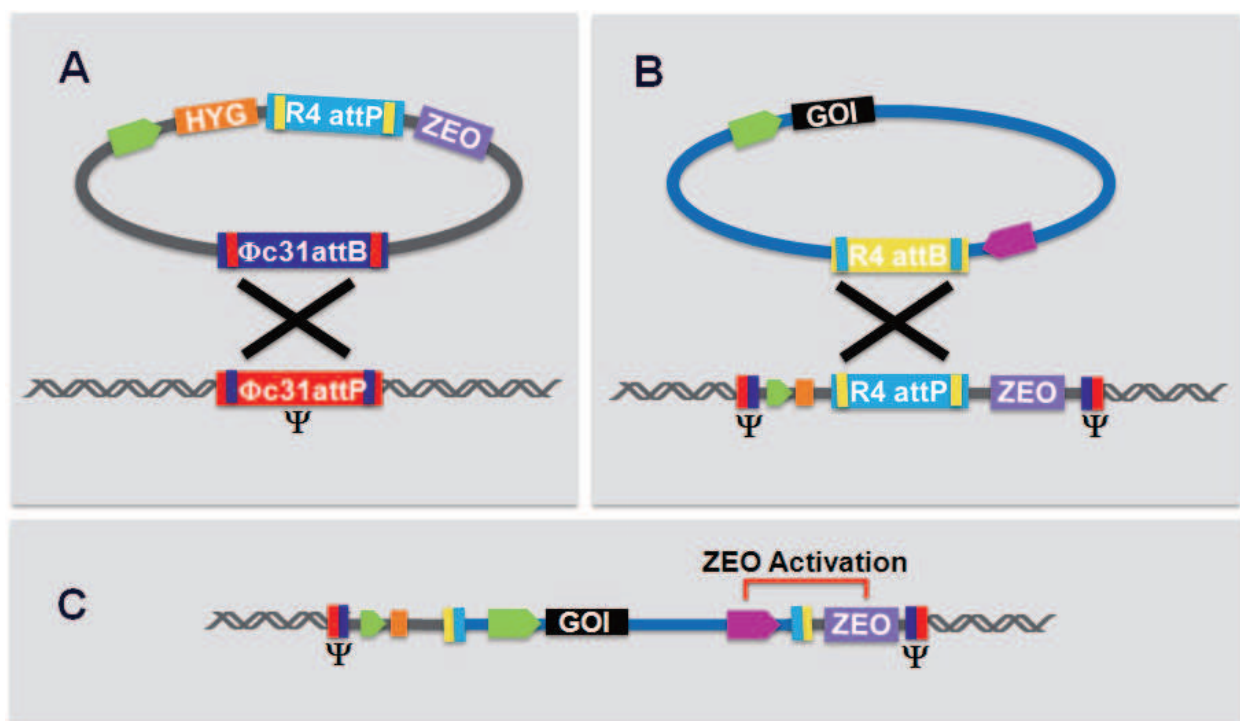 A
HYG
R4 attP
ZEO
Φc31attB
Φc31attP
Ψ
B
GOI
R4 attB
R4 attP
ZEO
Ψ
Ψ
C
ZEO Activation
GOI
ZEO
Ψ
Ψ